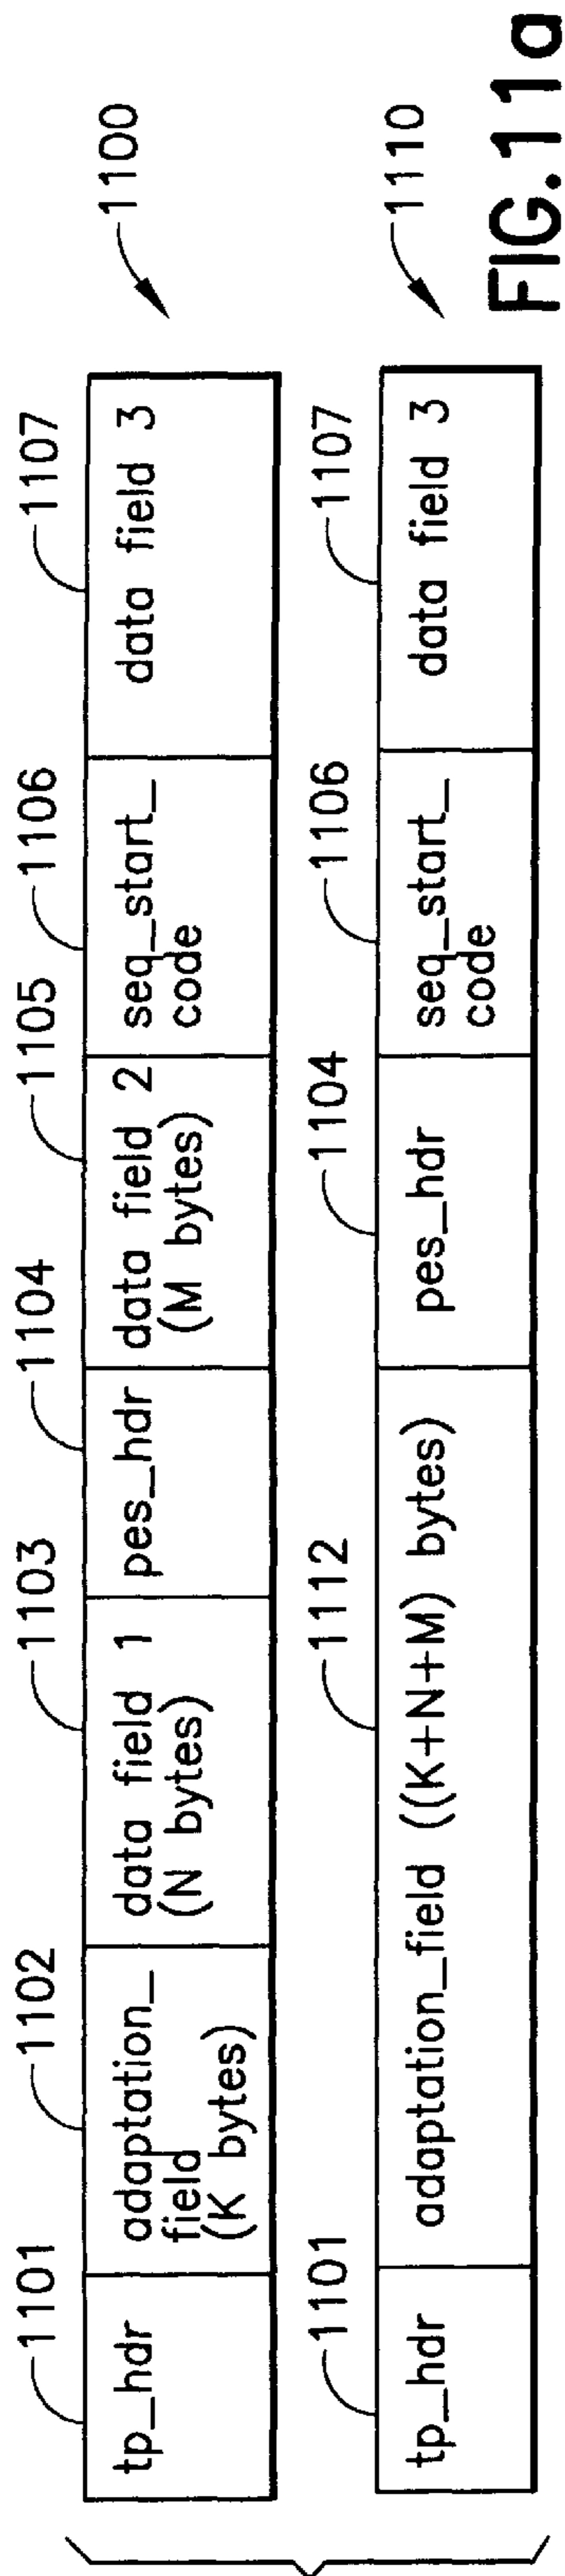 1101 1102 1103 1104 1105 1106 1107
tp_hdr
adaptation_
field
(K bytes)
data field 1
(N bytes)
pes_hdr
data field 2
(M bytes)
seq_start_
code
data field 3
1100
1101 1112 1104 1106 1107
tp_hdr
adaptation_field ((K+N+M) bytes)
pes_hdr
seq_start_
code
data field 3
1110
FIG.11a